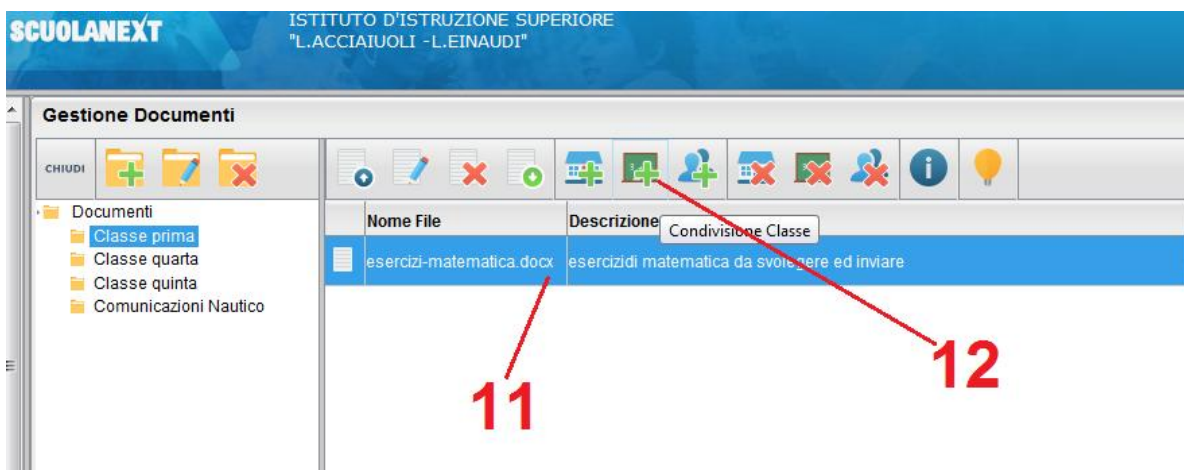 SCUOLANEXT
ISTITUTO D'ISTRUZIONE SUPERIORE
"L.ACCIAIUOLI -L.EINAUDI"
Gestione Documenti
CHIUDI
Documenti
Classe prima
Classe quarta
Classe quinta
Comunicazioni Nautico
Nome File Descrizione
Condivisione Classe
esercizi-matematica.docx esercizidi matematica da svolegere ed inviare
11
12